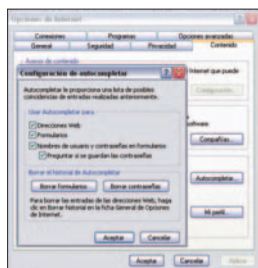 Opciones de Internet
Conexiones Programas Opciones avanzadas
General Seguridad Privacidad Contenido
Asesor de contenido
Configuración de autocompletar
Internet que puede
Autocompletar le proporciona una lista de posibles
coincidencias de entradas realizadas anteriormente.
Usar Autocompletar para
Direcciones Web
Formularios
Nombres de usuario y contraseñas en formularios
Preguntar si se guardan las contraseñas
Compañías...
Borrar el historial de Autocompletar
Borrar formularios Borrar contraseñas
Autocompletar...
Para borrar las entradas de las direcciones Web, haga
clic en Borrar historial en la ficha General de Opciones
de Internet.
Mi perfil...
Aceptar Cancelar
Aceptar Cancelar Aplicar